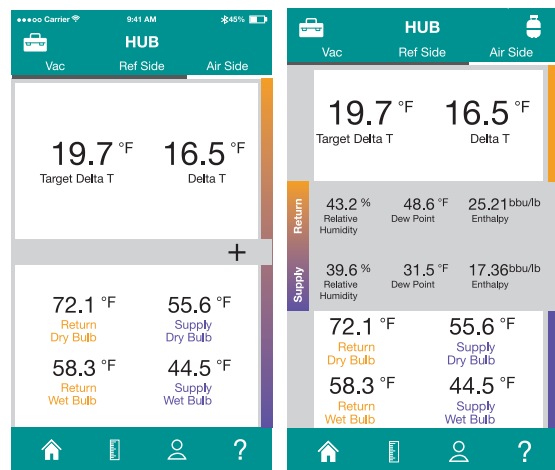 ●●●●○ Carrier 9:41 AM 45%
HUB
Vac Ref Side Air Side
19.7 °F 16.5 °F
Target Delta T Delta T
+
72.1 °F 55.6 °F
Return Supply
Dry Bulb Dry Bulb
58.3 °F 44.5 °F
Return Supply
Wet Bulb Wet Bulb
?
HUB
Vac Ref Side Air Side
19.7 °F 16.5 °F
Target Delta T Delta T
Return
43.2 % 48.6 °F 25.21 bbu/lb
Relative Dew Point Enthalpy
Humidity
Supply
39.6 % 31.5 °F 17.36 bbu/lb
Relative Dew Point Enthalpy
Humidity
72.1 °F 55.6 °F
Return Supply
Dry Bulb Dry Bulb
58.3 °F 44.5 °F
Return Supply
Wet Bulb Wet Bulb
?